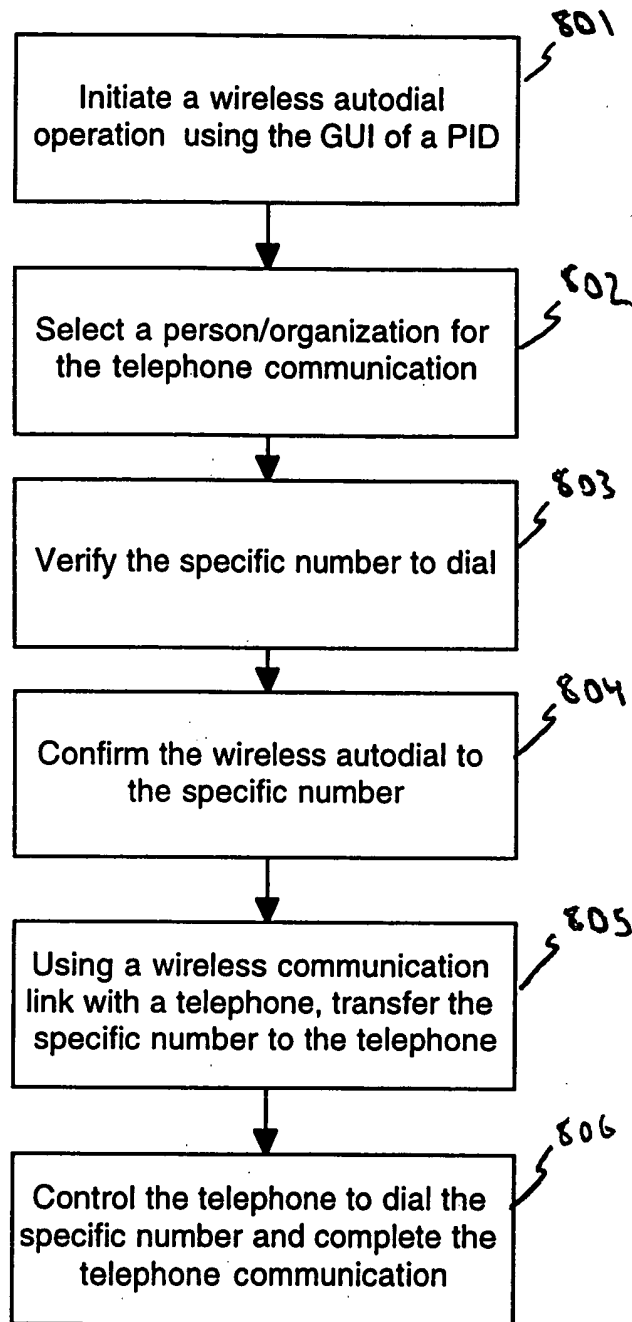 801
Initiate a wireless autodial
operation using the GUI of a PID
802
Select a person/organization for
the telephone communication
803
Verify the specific number to dial
804
Confirm the wireless autodial to
the specific number
805
Using a wireless communication
link with a telephone, transfer the
specific number to the telephone
806
Control the telephone to dial the
specific number and complete the
telephone communication